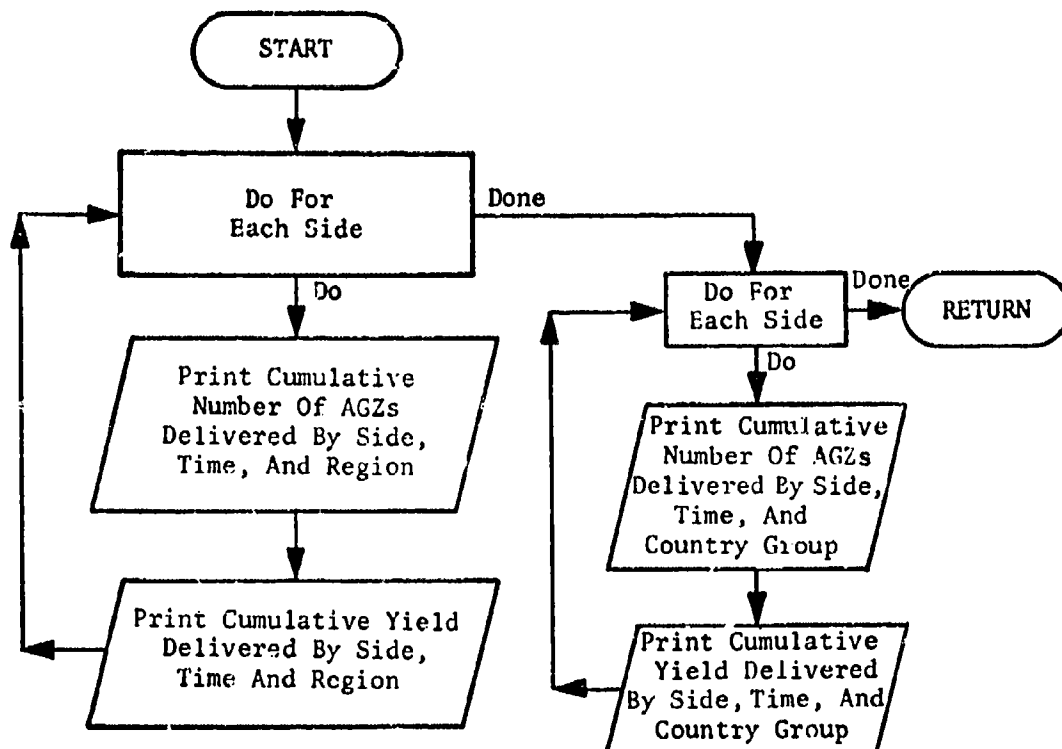 START
Do For
Each Side
Done
Do
Print Cumulative
Number Of AGZs
Delivered By Side,
Time, And Region
Print Cumulative Yield
Delivered By Side,
Time And Region
Do For
Each Side
Done
RETURN
Do
Print Cumulative
Number Of AGZs
Delivered By Side,
Time, And
Country Group
Print Cumulative
Yield Delivered
By Side, Time, And
Country Group